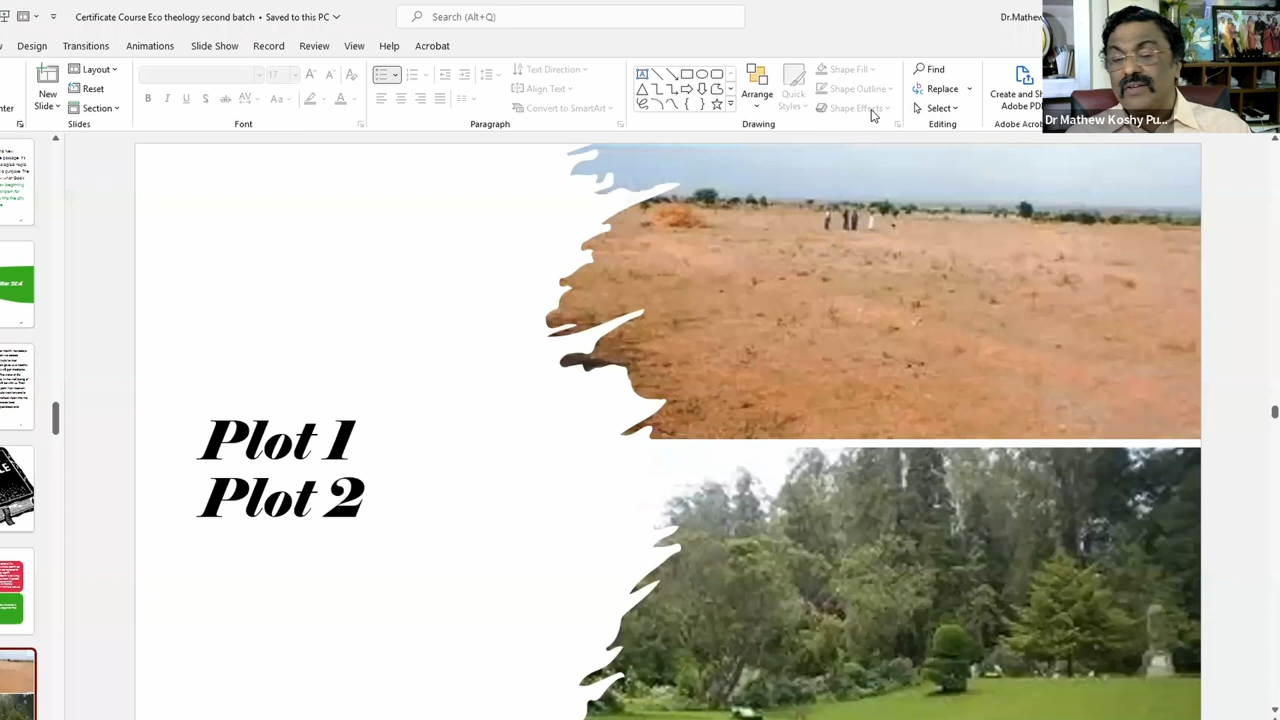 Certificate Course Eco theology second batch • Saved to this PC
Search (Alt+Q)
Dr.Mathew
Design Transitions Animations Slide Show Record Review View Help Acrobat
New Slide
Layout
Reset
Section
Slides
17
Font
Paragraph
Text Direction
Align Text
Convert to SmartArt
Arrange
Quick Styles
Shape Fill
Shape Outline
Shape Effects
Drawing
Find
Replace
Select
Editing
Create and Sh
Adobe PD
Adobe Acro
Dr Mathew Koshy Pu...
Plot 1
Plot 2